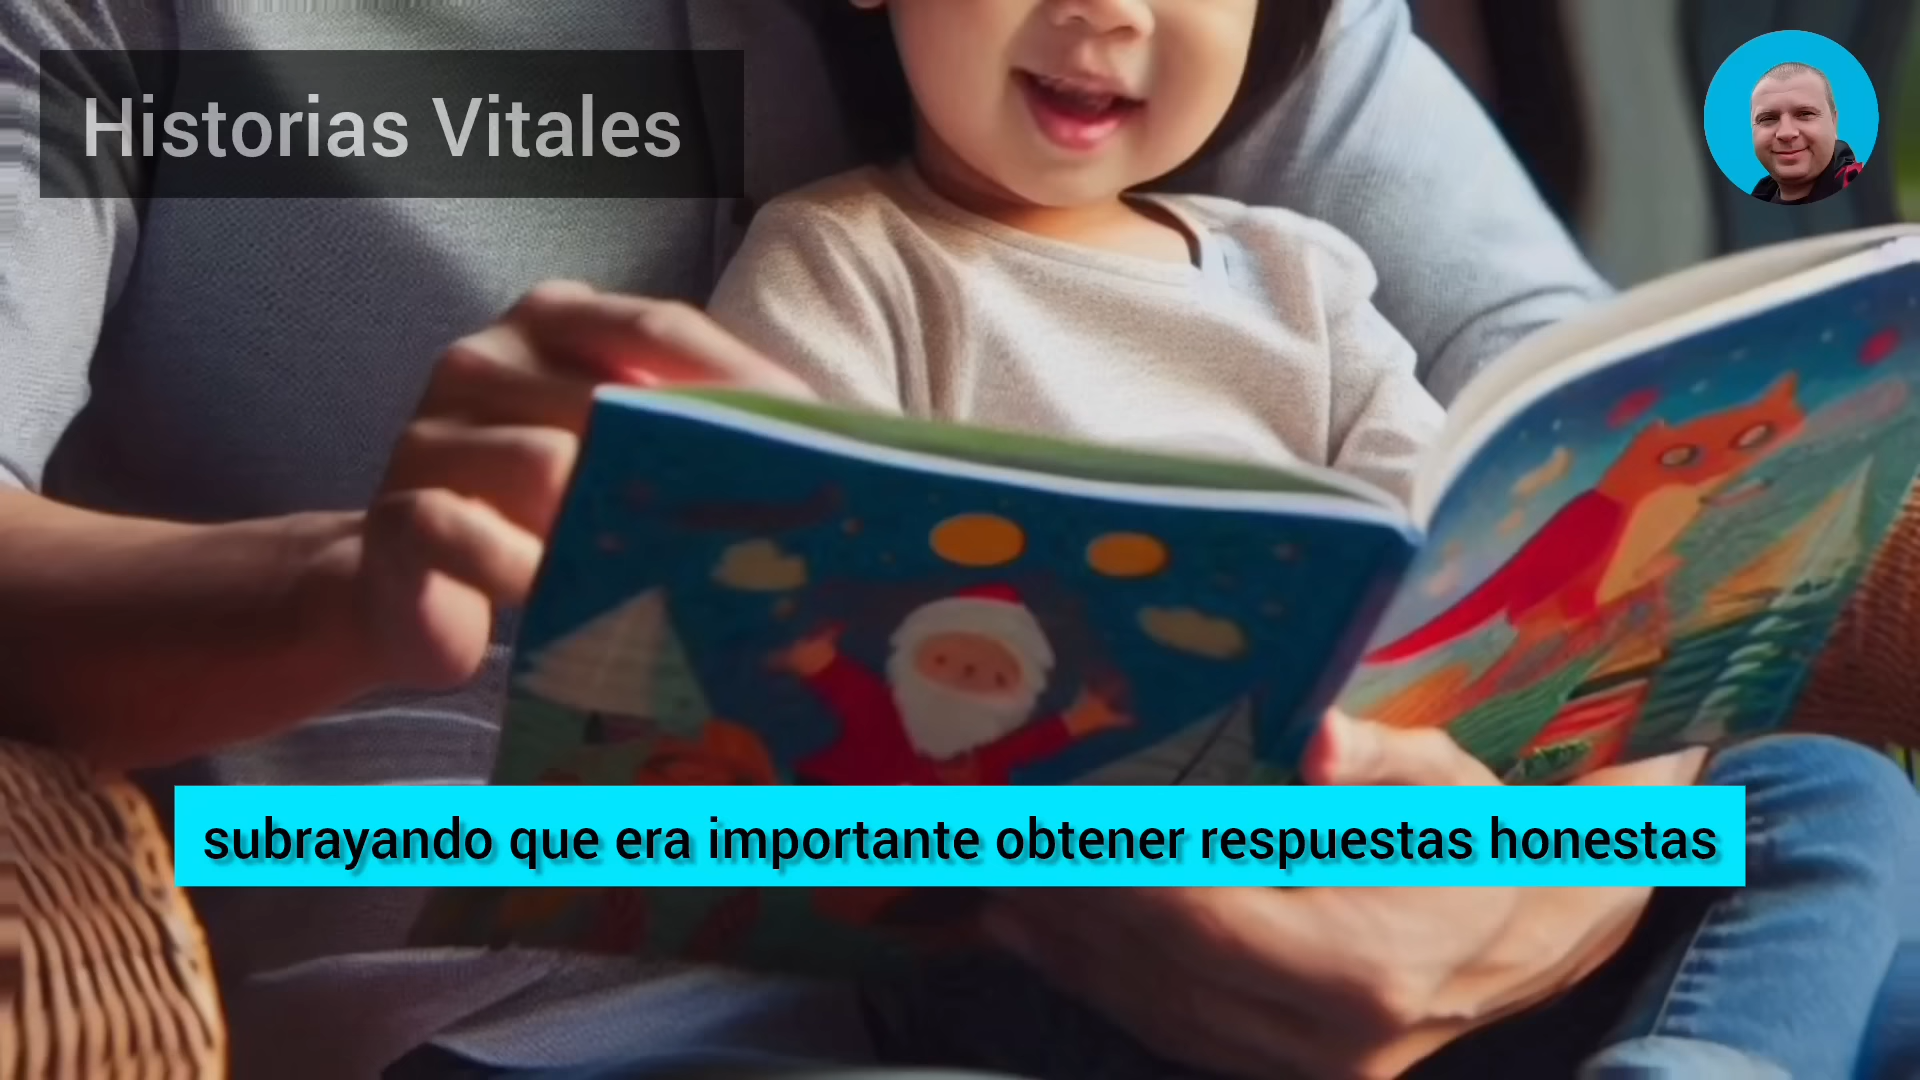 Historias Vitales
subrayando que era importante obtener respuestas honestas